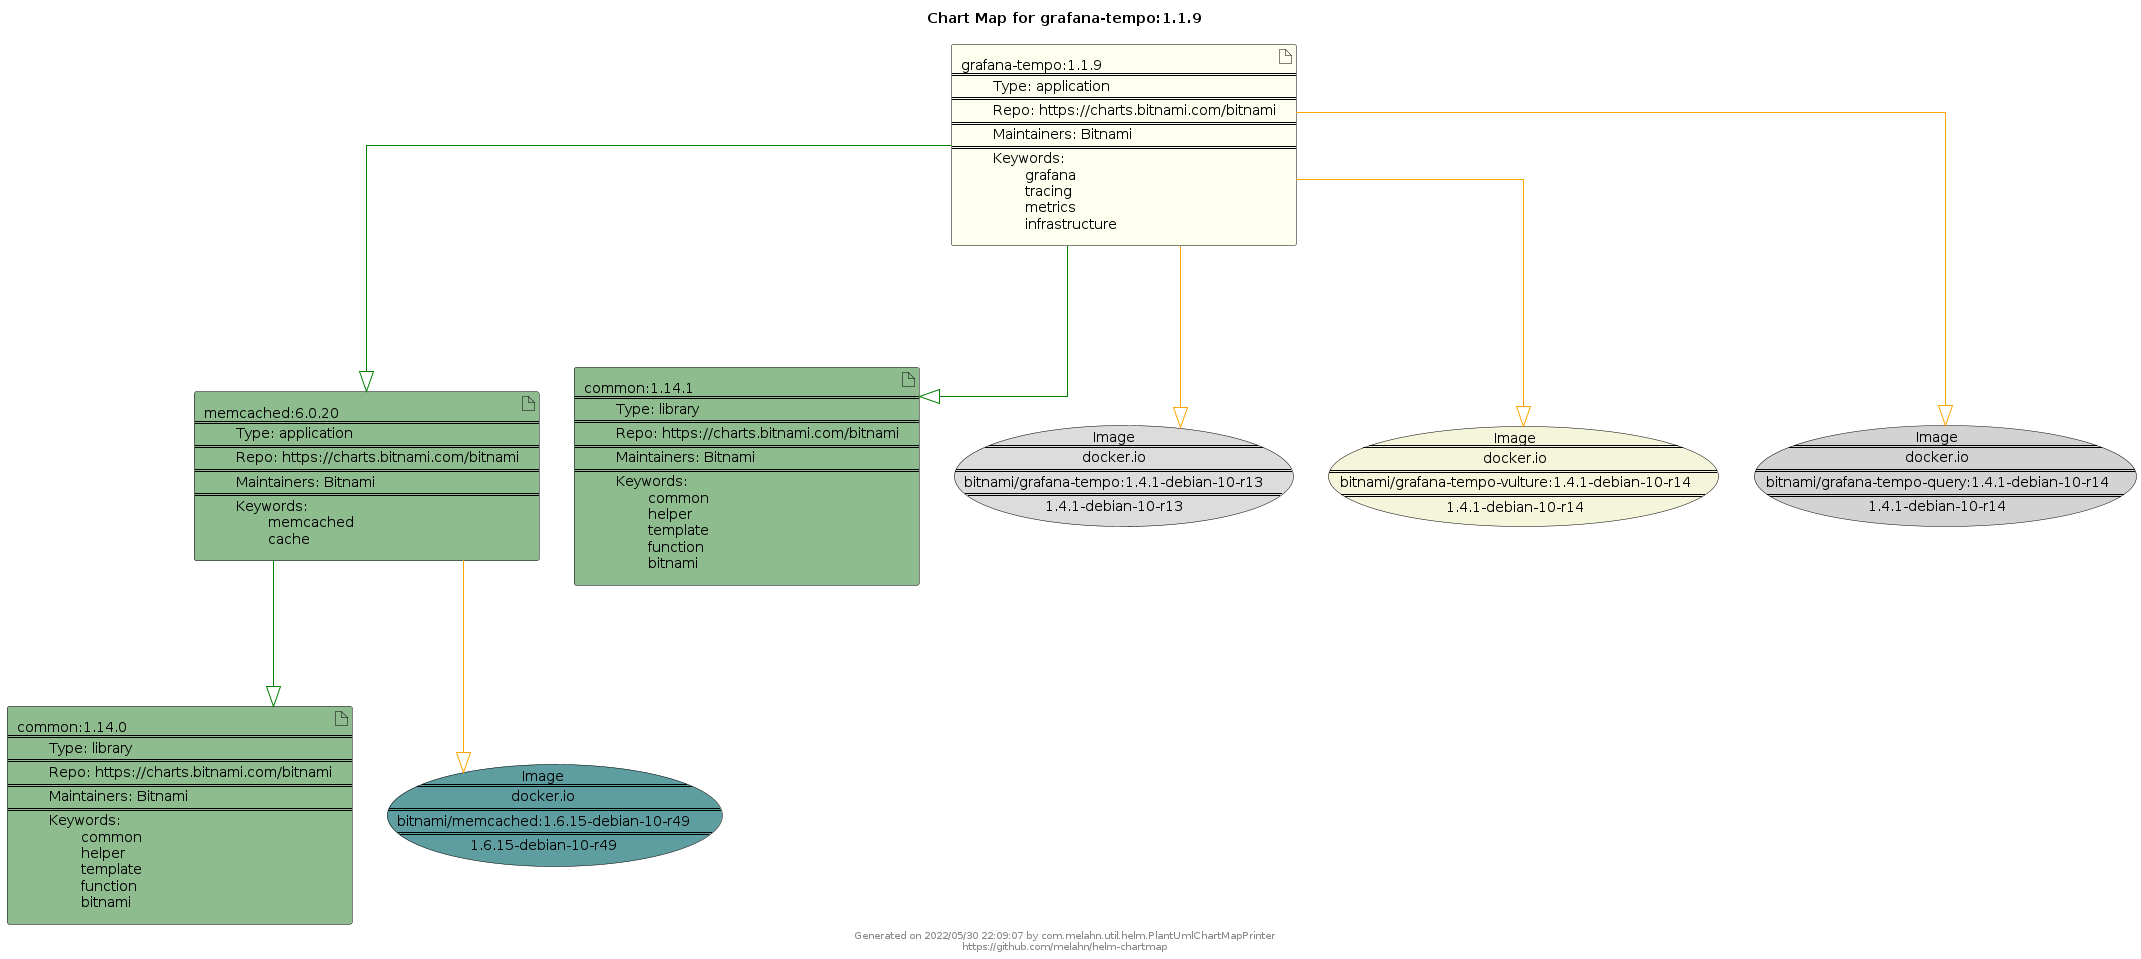 Chart Map for grafana-tempo:1.1.9
grafana-tempo:1.1.9
Type: application
Repo: https://charts.bitnami.com/bitnami
Maintainers: Bitnami
Keywords:
grafana
tracing
metrics
infrastructure
memcached:6.0.20
Type: application
Repo: https://charts.bitnami.com/bitnami
Maintainers: Bitnami
Keywords:
memcached
cache
common:1.14.1
Type: library
Repo: https://charts.bitnami.com/bitnami
Maintainers: Bitnami
Keywords:
common
helper
template
function
bitnami
Image
docker.io
bitnami/grafana-tempo:1.4.1-debian-10-r13
1.4.1-debian-10-r13
Image
docker.io
bitnami/grafana-tempo-vulture:1.4.1-debian-10-r14
1.4.1-debian-10-r14
Image
docker.io
bitnami/grafana-tempo-query:1.4.1-debian-10-r14
1.4.1-debian-10-r14
common:1.14.0
Type: library
Repo: https://charts.bitnami.com/bitnami
Maintainers: Bitnami
Keywords:
common
helper
template
function
bitnami
Image
docker.io
bitnami/memcached:1.6.15-debian-10-r49
1.6.15-debian-10-r49
Generated on 2022/05/30 22:09:07 by com.melahn.util.helm.PlantUmlChartMapPrinter
https://github.com/melahn/helm-chartmap